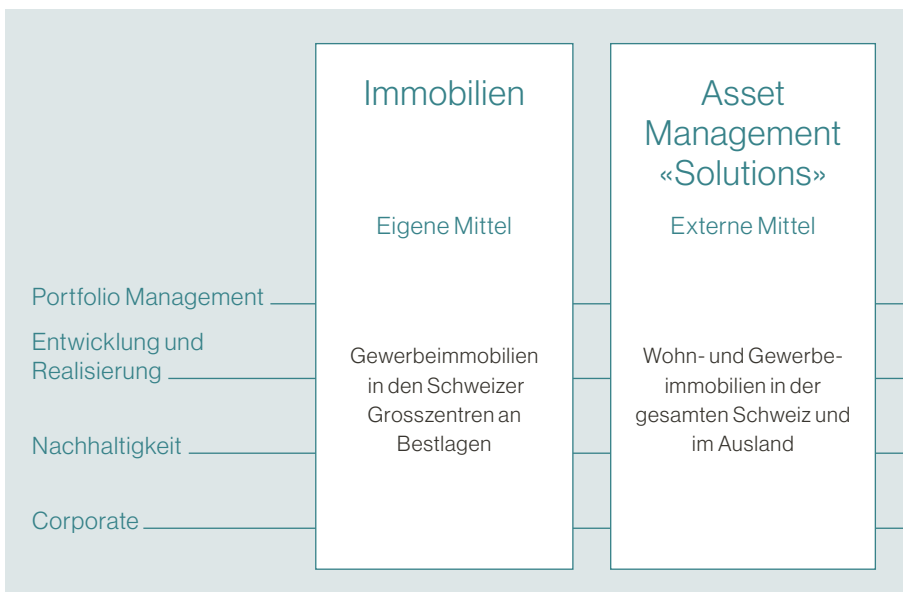 Immobilien
Eigene Mittel
Gewerbeimmobilien
in den Schweizer
Grosszentren an
Bestlagen
Asset
Management
«Solutions»
Externe Mittel
Wohn- und Gewerbe-
immobilien in der
gesamten Schweiz und
im Ausland
Portfolio Management
Entwicklung und
Realisierung
Nachhaltigkeit
Corporate